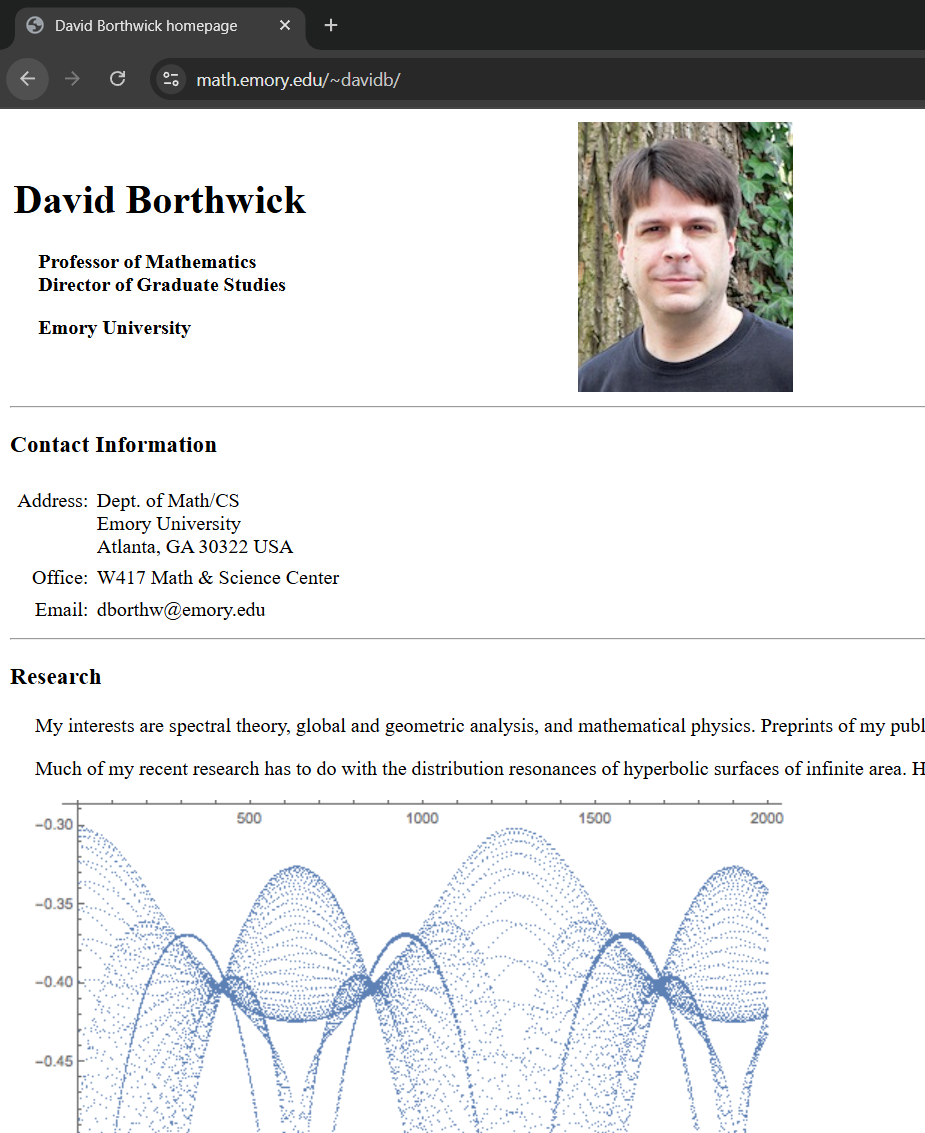 David Borthwick homepage
math.emory.edu/~davidb/
David Borthwick
Professor of Mathematics
Director of Graduate Studies
Emory University
Contact Information
Address: Dept. of Math/CS
Emory University
Atlanta, GA 30322 USA
Office: W417 Math & Science Center
Email: dborthw@emory.edu
Research
My interests are spectral theory, global and geometric analysis, and mathematical physics. Preprints of my publ
Much of my recent research has to do with the distribution resonances of hyperbolic surfaces of infinite area. H
500 1000 1500 2000
−0.30
−0.35
−0.40
−0.45